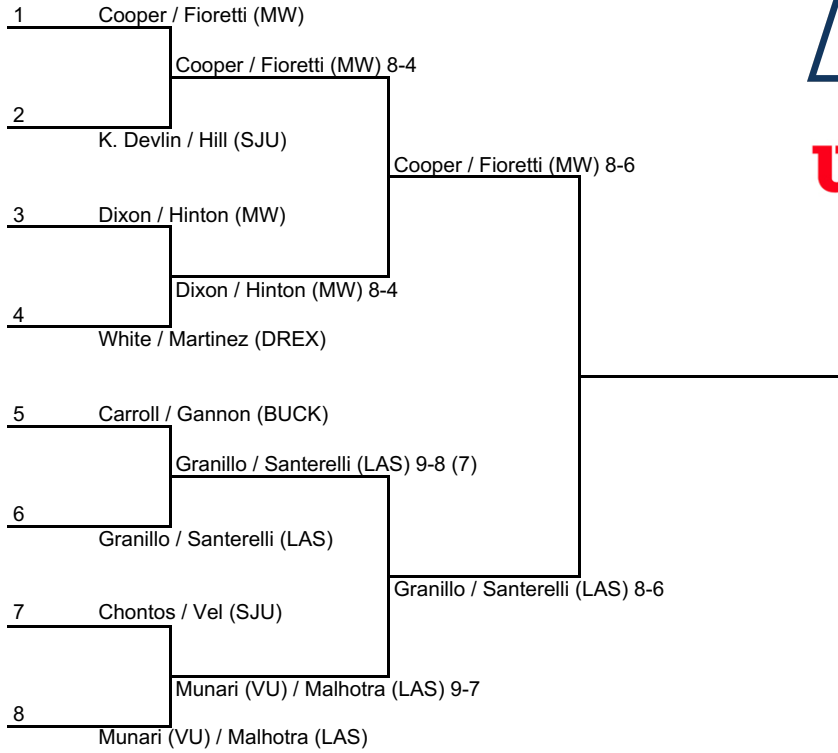 1 Cooper / Fioretti (MW)
Cooper / Fioretti (MW) 8-4
2
K. Devlin / Hill (SJU)
Cooper / Fioretti (MW) 8-6
3 Dixon / Hinton (MW)
Dixon / Hinton (MW) 8-4
4
White / Martinez (DREX)
5 Carroll / Gannon (BUCK)
Granillo / Santerelli (LAS) 9-8 (7)
6
Granillo / Santerelli (LAS)
Granillo / Santerelli (LAS) 8-6
7 Chontos / Vel (SJU)
Munari (VU) / Malhotra (LAS) 9-7
8
Munari (VU) / Malhotra (LAS)